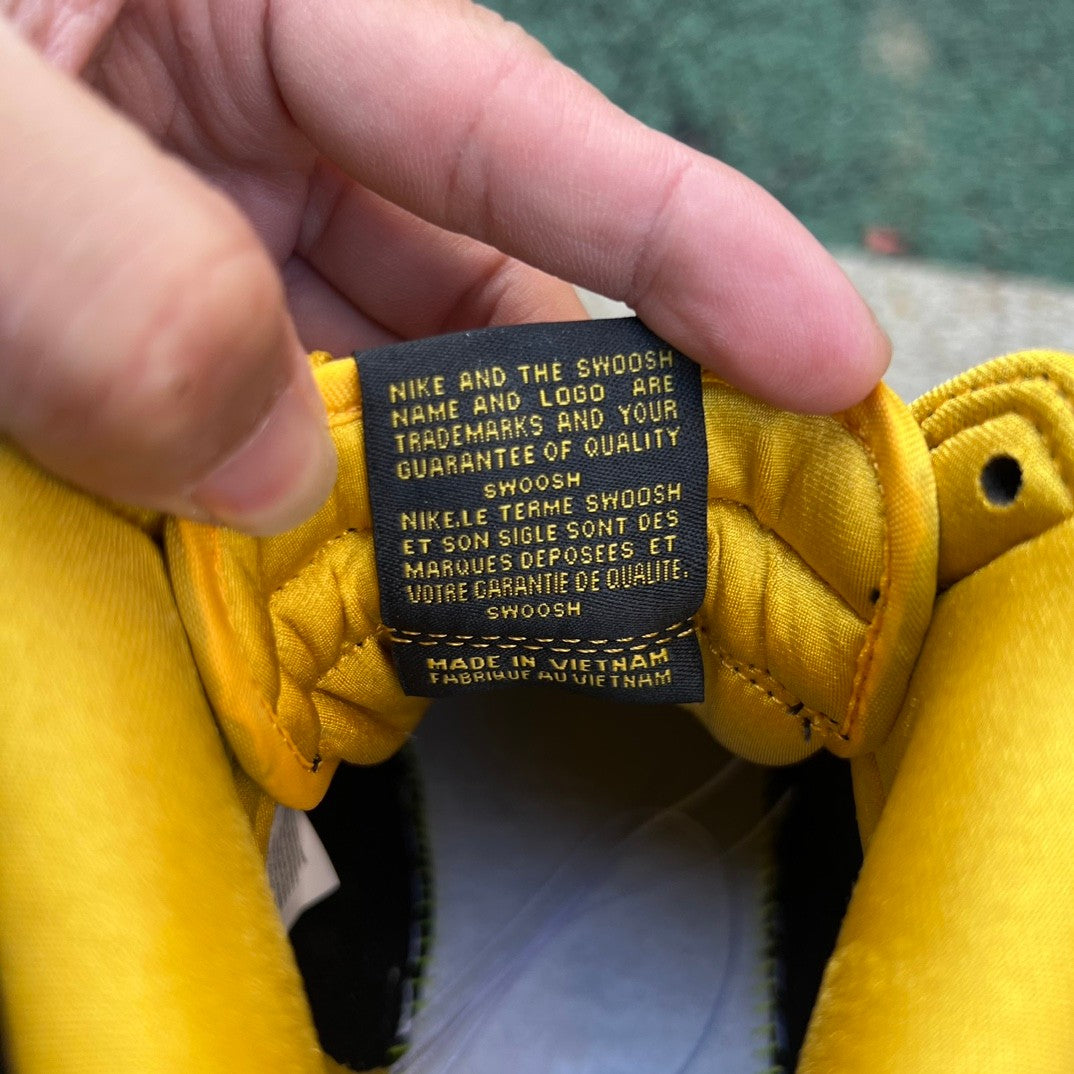 NIKE AND THE SWOOSH
NAME AND LOGO ARE
TRADEMARKS AND YOUR
GUARANTEE OF QUALITY
SWOOSH
NIKE.LE TERME SWOOSH
ET SON SIGLE SONT DES
MARQUES DEPOSEES ET
VOTRE GARANTIE DE QUALITE.
SWOOSH
MADE IN VIETNAM
FABRIQUE AU VIETNAM